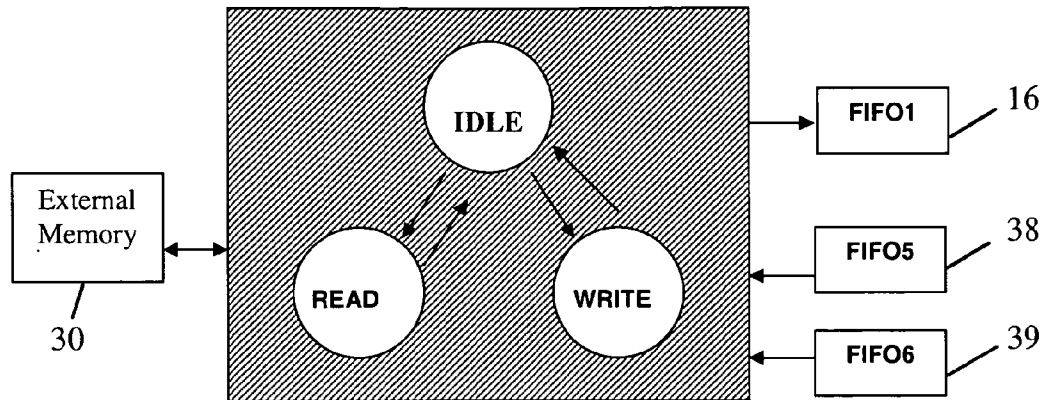 IDLE
READ
WRITE
External
Memory
30
FIFO1
16
FIFO5
38
FIFO6
39